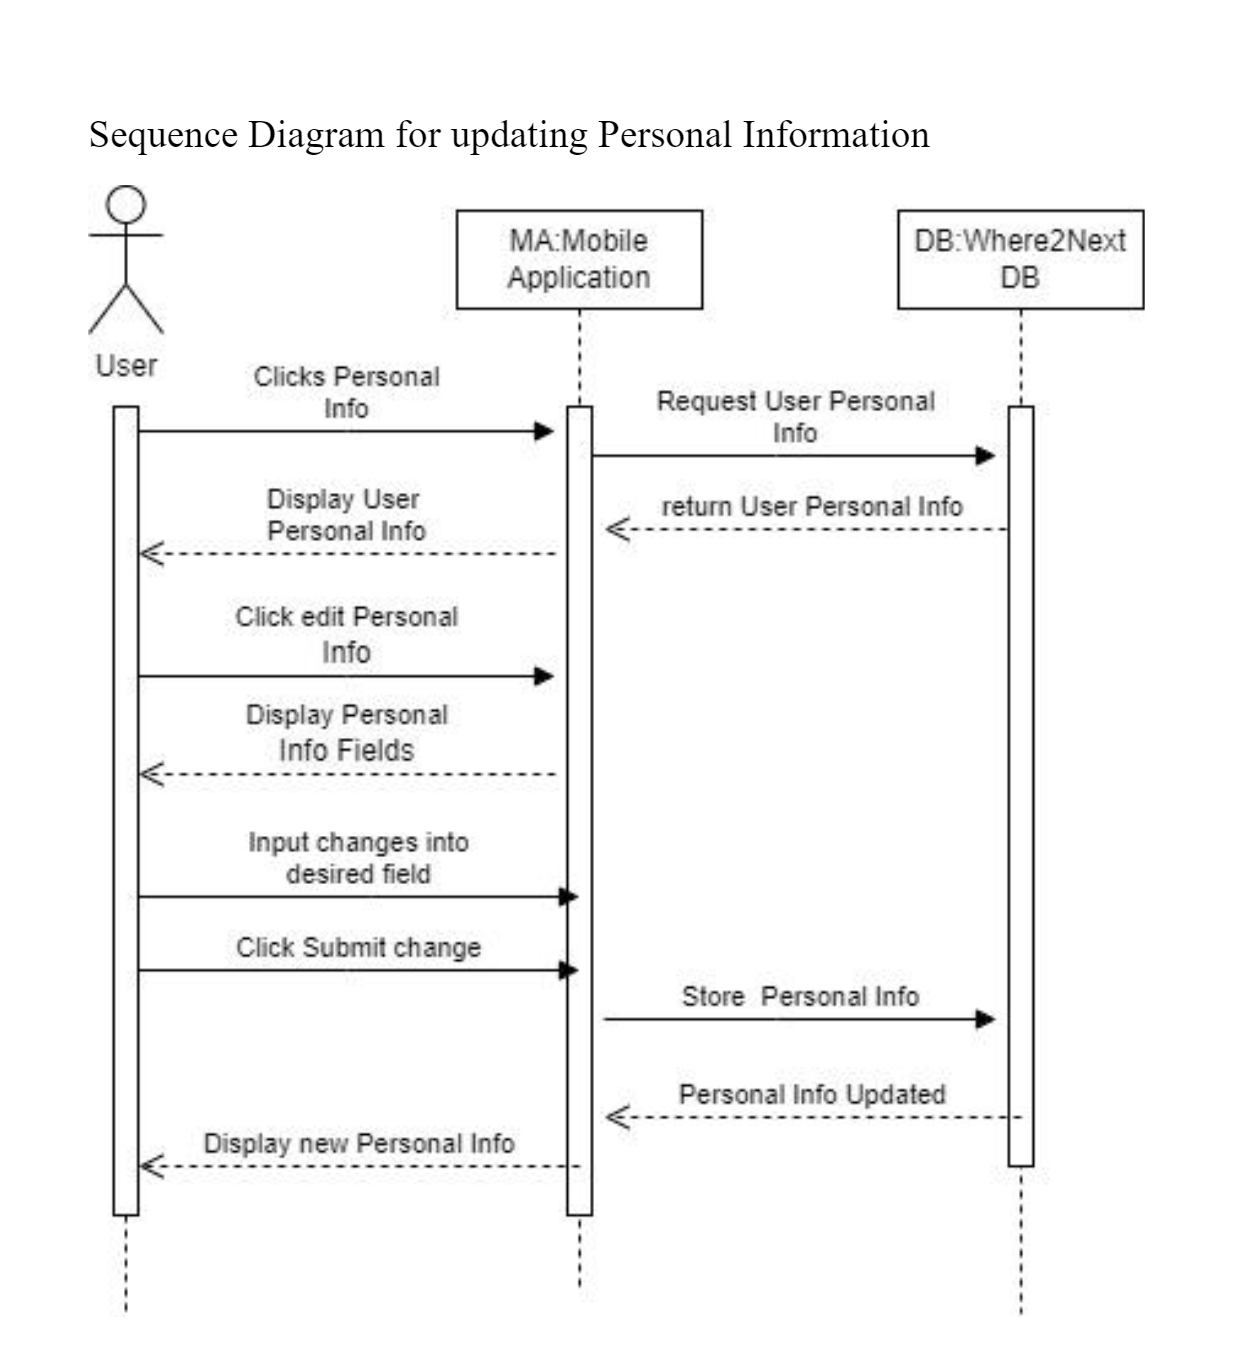 Sequence Diagram for updating Personal Information
MA:Mobile
Application
DB:Where2Next
DB
User
Clicks Personal
Info
Request User Personal
Info
Display User
Personal Info
return User Personal Info
Click edit Personal
Info
Display Personal
Info Fields
Input changes into
desired field
Click Submit change
Store  Personal Info
Personal Info Updated
Display new Personal Info